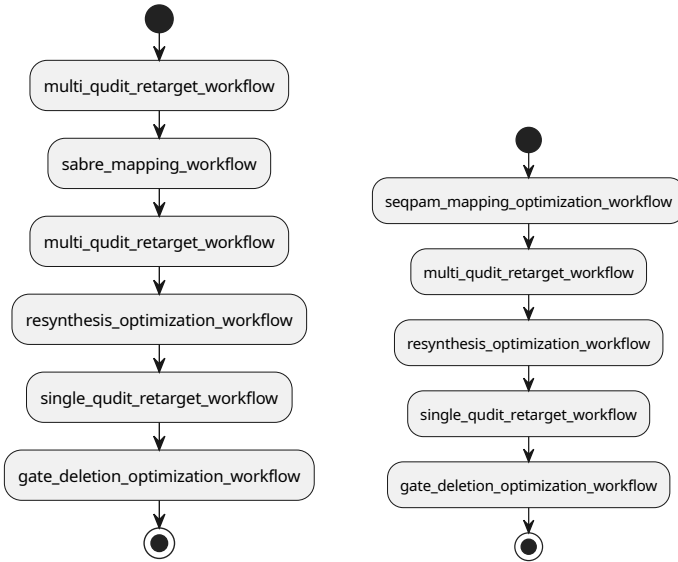 multi_qudit_retarget_workflow
sabre_mapping_workflow
multi_qudit_retarget_workflow
resynthesis_optimization_workflow
single_qudit_retarget_workflow
gate_deletion_optimization_workflow
seqpam_mapping_optimization_workflow
multi_qudit_retarget_workflow
resynthesis_optimization_workflow
single_qudit_retarget_workflow
gate_deletion_optimization_workflow